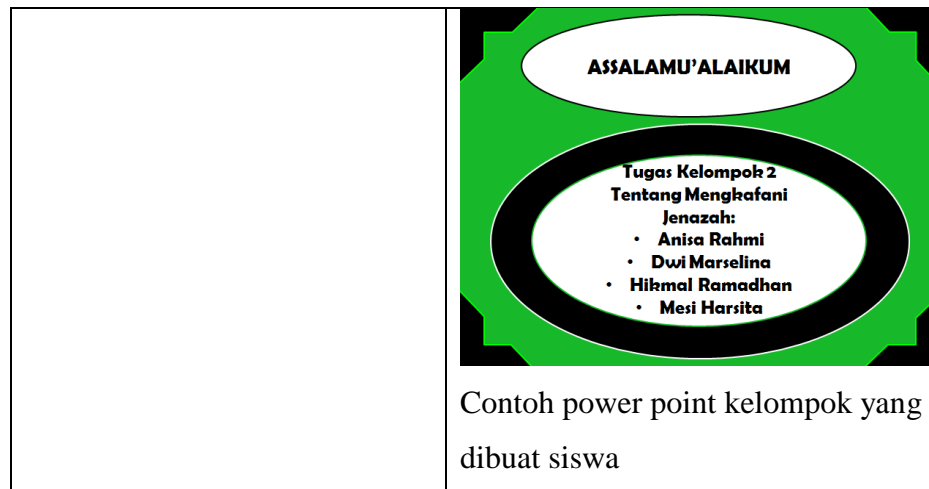 ASSALAMU’ALAIKUM
Tugas Kelompok 2
Tentang Mengkafani
Jenazah:
• Anisa Rahmi
• Dwi Marselina
• Hikmal Ramadhan
• Mesi Harsita
Contoh power point kelompok yang
dibuat siswa